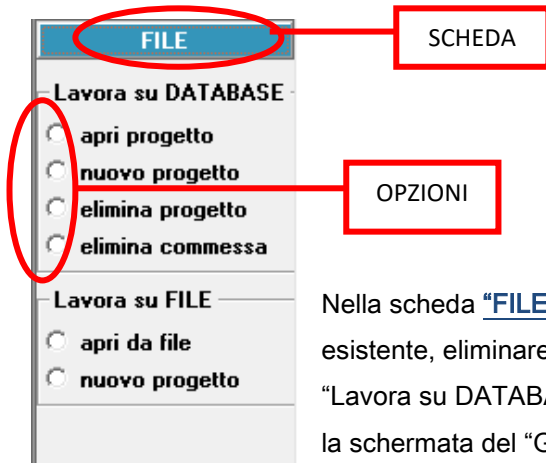 FILE
SCHEDA
Lavora su DATABASE
apri progetto
nuovo progetto
elimina progetto
elimina commessa
OPZIONI
Lavora su FILE
apri da file
nuovo progetto
Nella scheda "FILE
esistente, eliminare
"Lavora su DATABA
la schermata del "G